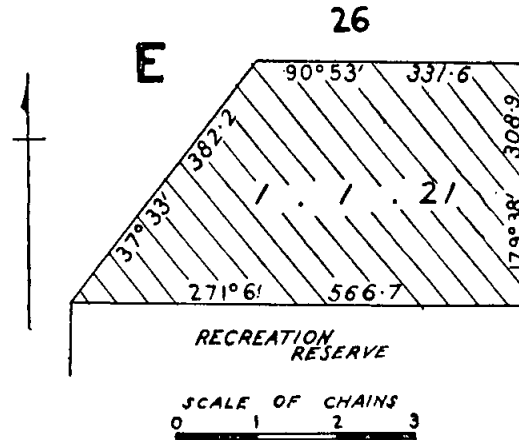 26
E
90°53' 331·6
382·2
37°33'
308·9
179°38'
1 . 1 . 21
271°6' 566·7
RECREATION
RESERVE
SCALE OF CHAINS
0 1 2 3